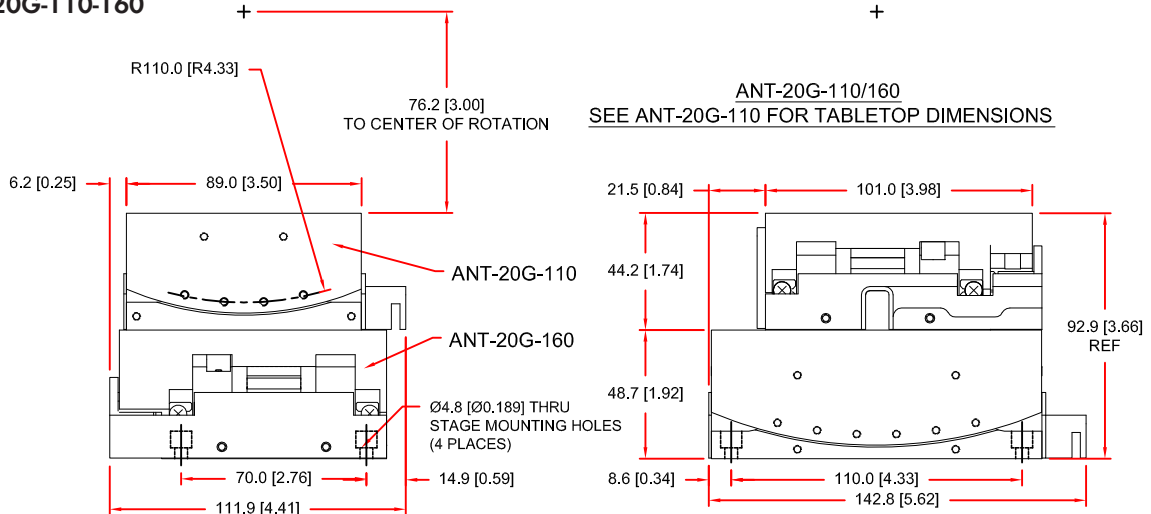 20G-110-160
R110.0 [R4.33]
76.2 [3.00]
TO CENTER OF ROTATION
6.2 [0.25]
89.0 [3.50]
ANT-20G-110
ANT-20G-160
Ø4.8 [Ø0.189] THRU
STAGE MOUNTING HOLES
(4 PLACES)
70.0 [2.76]
14.9 [0.59]
111.9 [4.41]
ANT-20G-110/160
SEE ANT-20G-110 FOR TABLETOP DIMENSIONS
21.5 [0.84]
101.0 [3.98]
44.2 [1.74]
92.9 [3.66]
REF
48.7 [1.92]
8.6 [0.34]
110.0 [4.33]
142.8 [5.62]